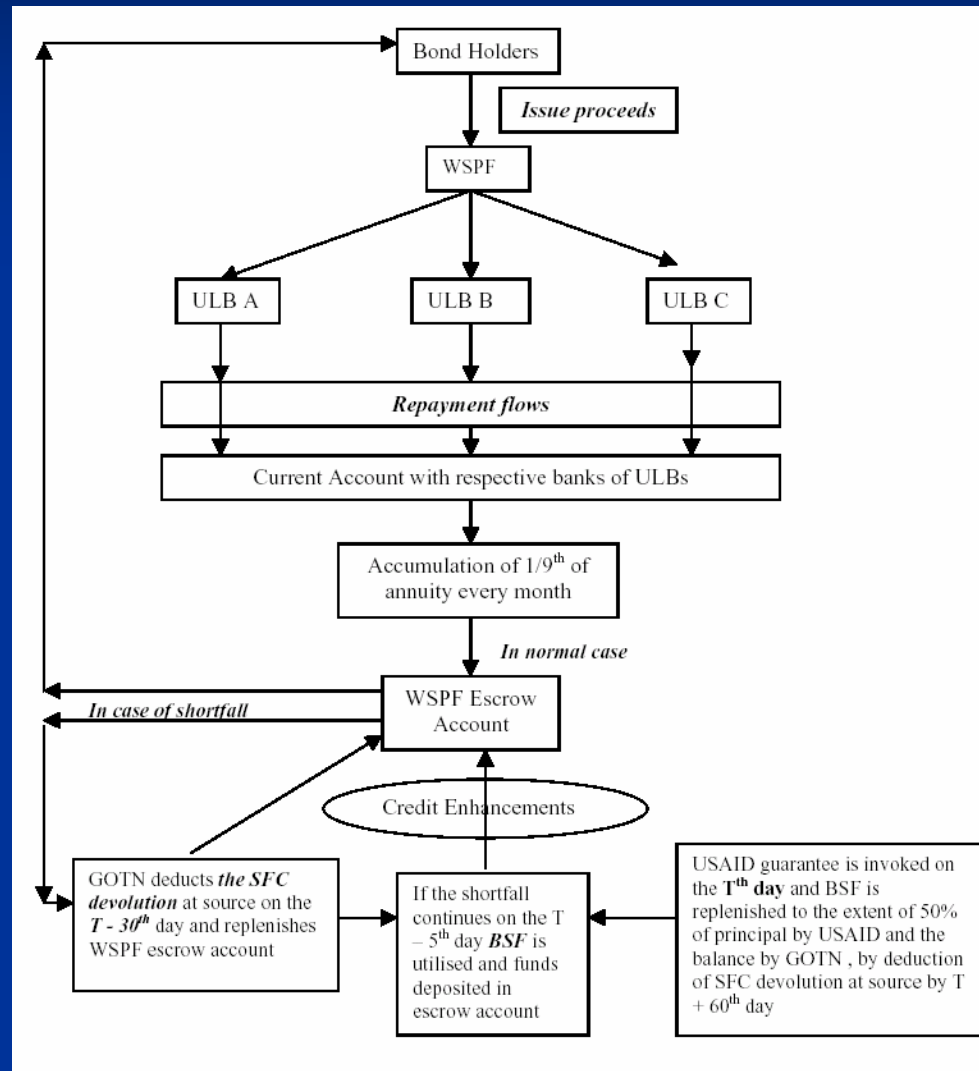 Bond Holders
Issue proceeds
WSPF
ULB A
ULB B
ULB C
Repayment flows
Current Account with respective banks of ULBs
Accumulation of 1/9th of
annuity every month
In normal case
WSPF Escrow
Account
In case of shortfall
Credit Enhancements
GOTN deducts the SFC
devolution at source on the
T - 30th day and replenishes
WSPF escrow account
If the shortfall
continues on the T
– 5th day BSF is
utilised and funds
deposited in
escrow account
USAID guarantee is invoked on
the Tth day and BSF is
replenished to the extent of 50%
of principal by USAID and the
balance by GOTN , by deduction
of SFC devolution at source by T
+ 60th day